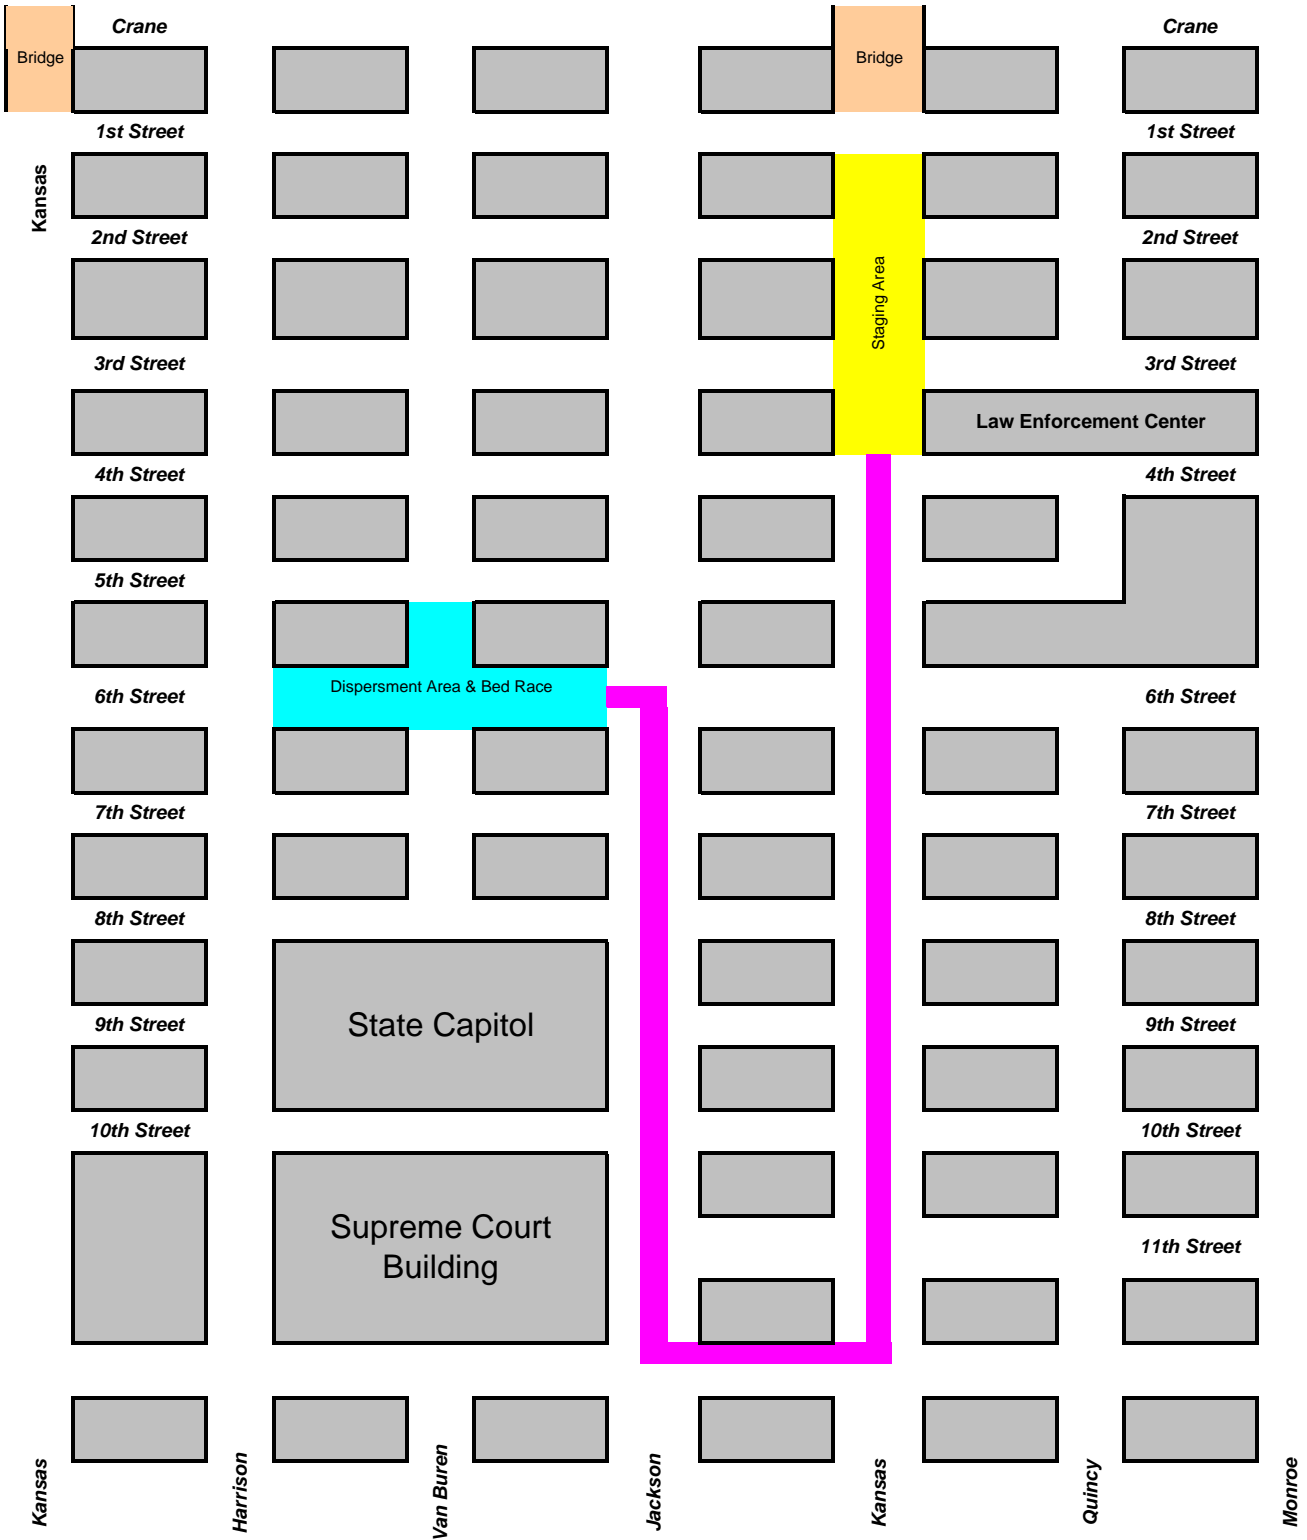 Crane
Crane
Bridge
Bridge
1st Street
1st Street
Kansas
2nd Street
2nd Street
Staging Area
3rd Street
3rd Street
Law Enforcement Center
4th Street
4th Street
5th Street
Dispersment Area & Bed Race
6th Street
6th Street
7th Street
7th Street
8th Street
8th Street
State Capitol
9th Street
9th Street
10th Street
10th Street
Supreme Court
Building
11th Street
Kansas
Harrison
Van Buren
Jackson
Kansas
Quincy
Monroe